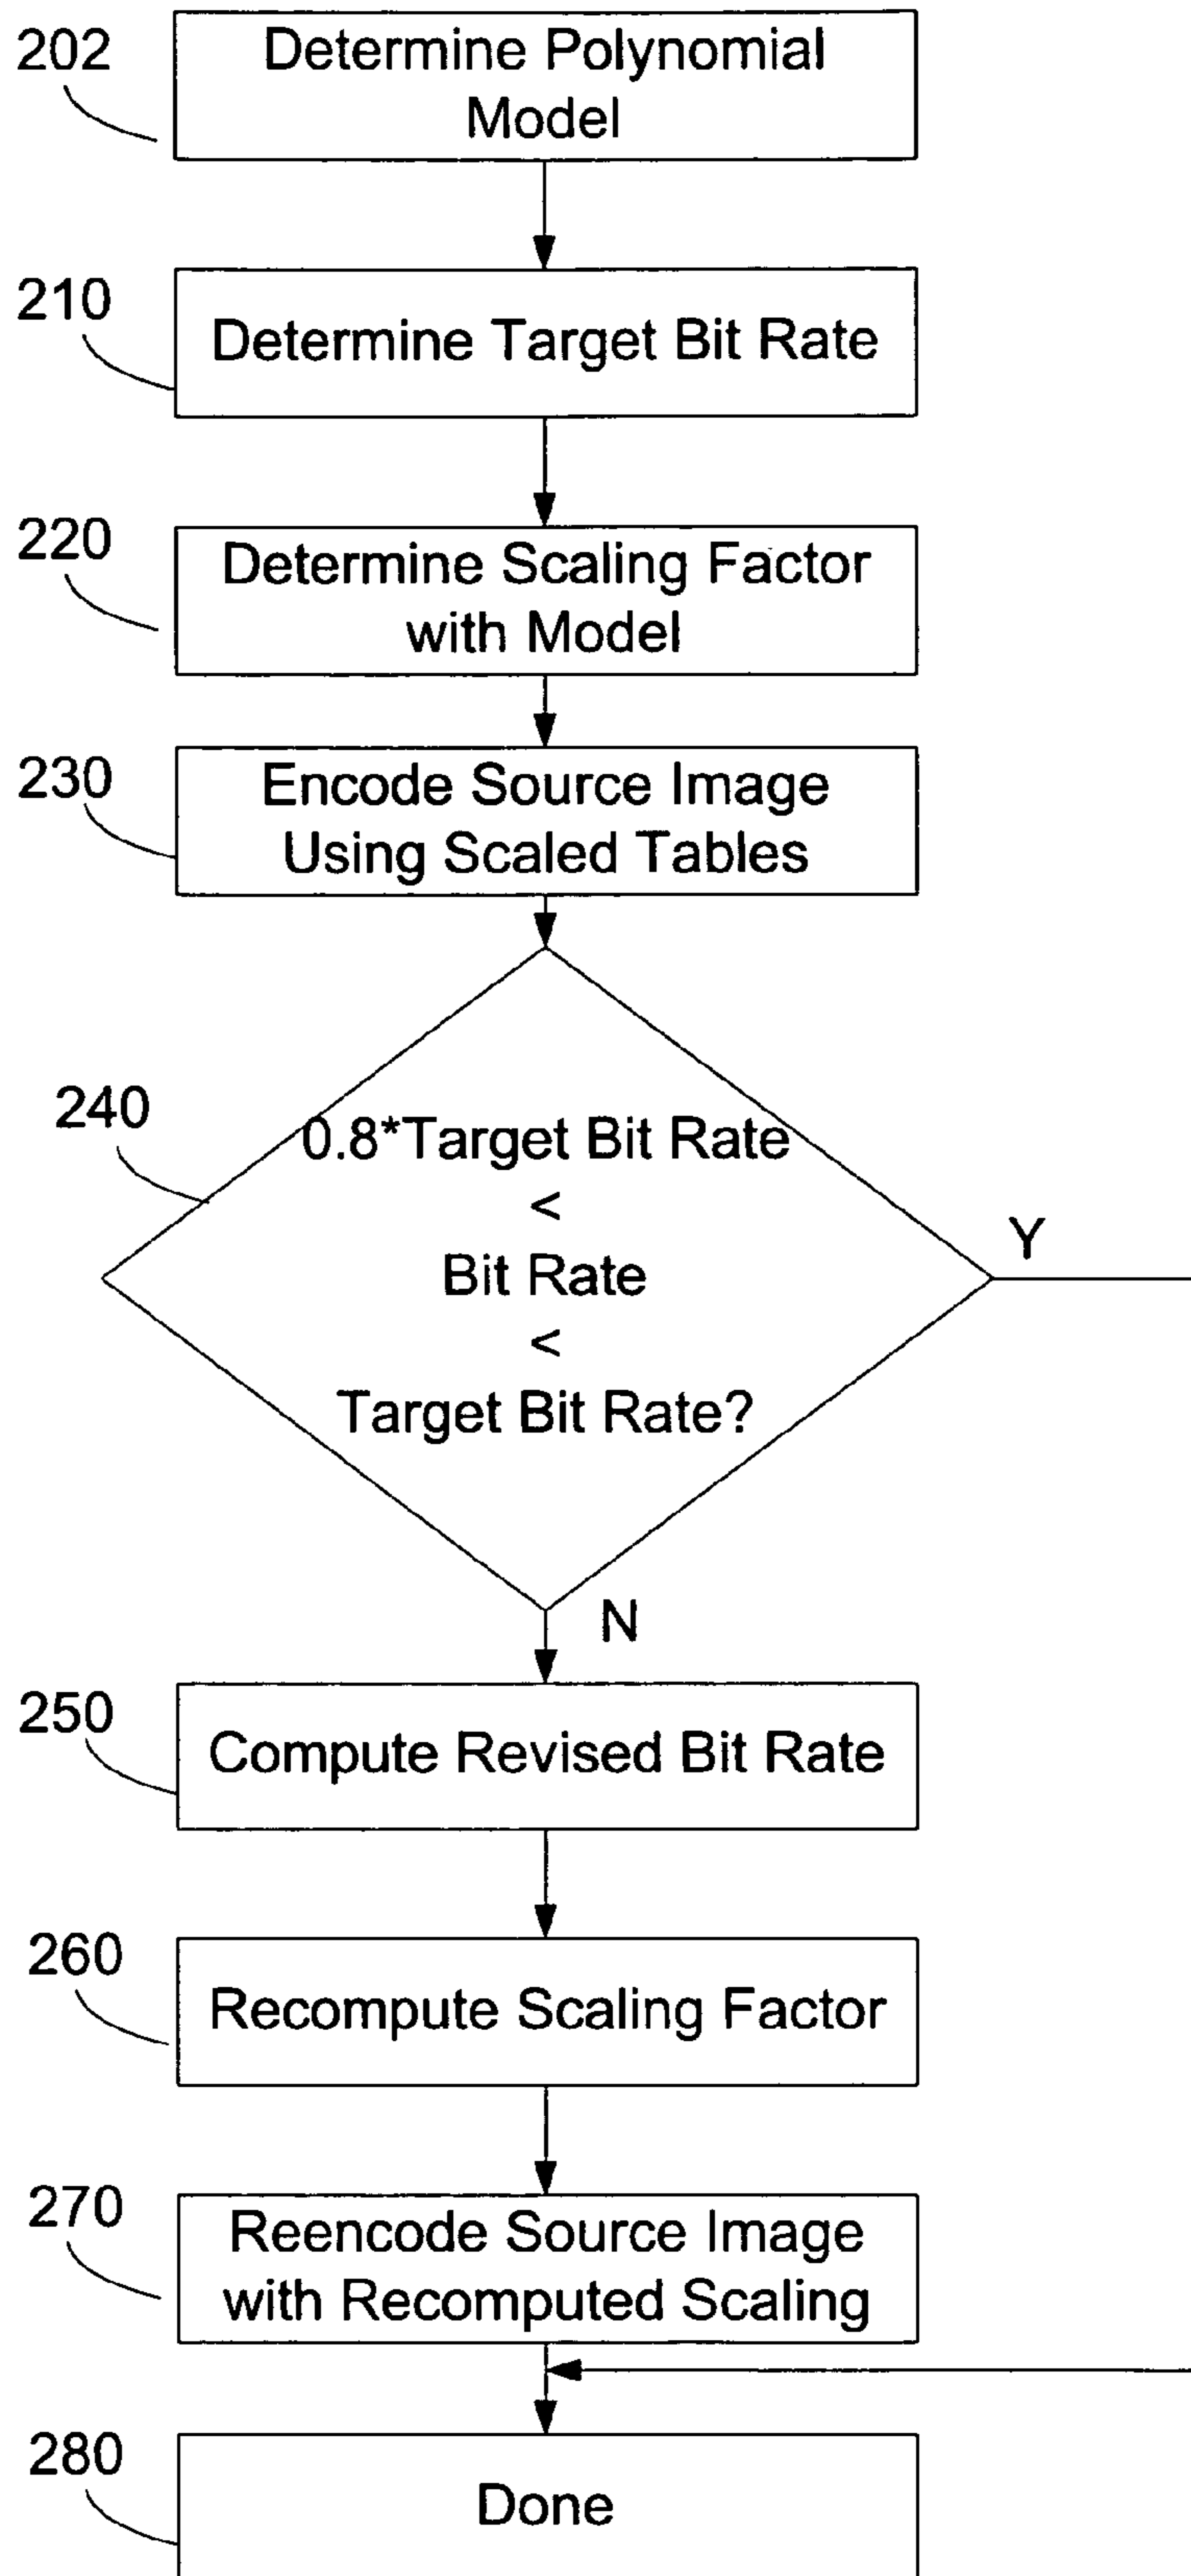 202
Determine Polynomial
Model
210
Determine Target Bit Rate
220
Determine Scaling Factor
with Model
230
Encode Source Image
Using Scaled Tables
240
0.8*Target Bit Rate
<
Bit Rate
<
Target Bit Rate?
Y
N
250
Compute Revised Bit Rate
260
Recompute Scaling Factor
270
Reencode Source Image
with Recomputed Scaling
280
Done